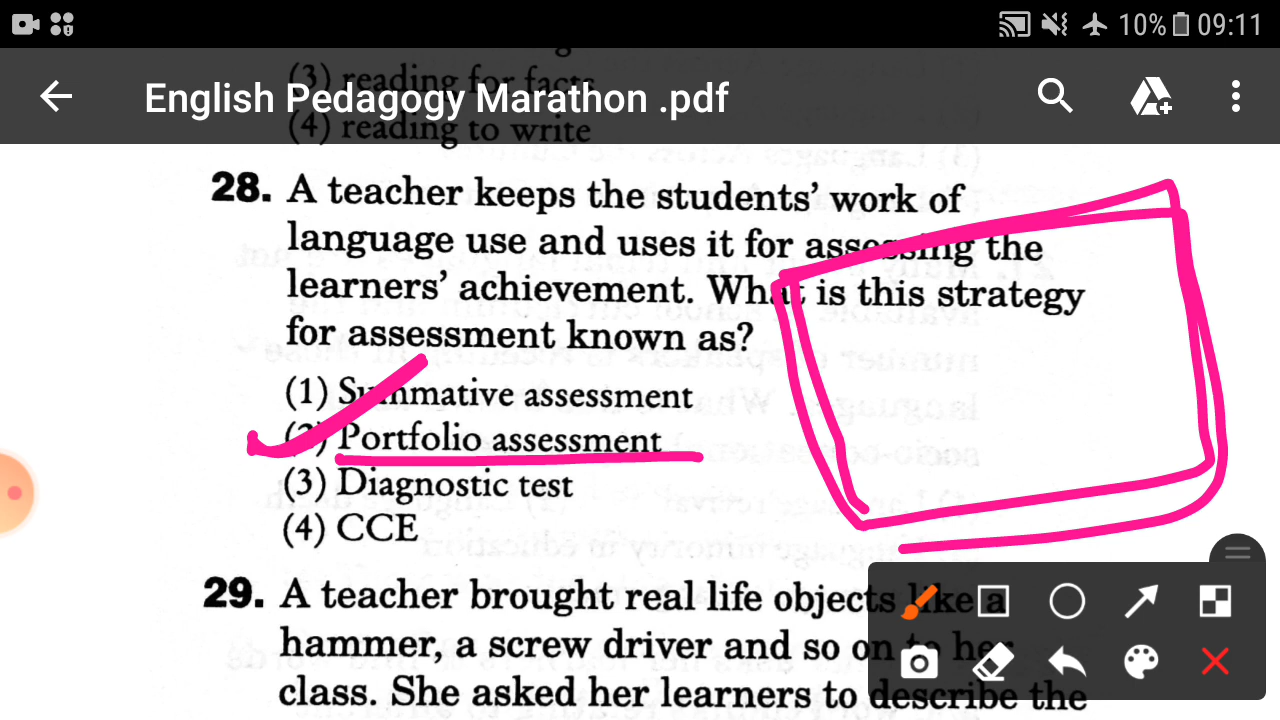 10% 09:11
(3) reading for facts
English Pedagogy Marathon .pdf
(4) reading to write
28. A teacher keeps the students' work of
language use and uses it for assessing the
learners' achievement. What is this strategy
for assessment known as?
(1) Summative assessment
(2) Portfolio assessment
(3) Diagnostic test
(4) CCE
29. A teacher brought real life objects like a
hammer, a screw driver and so on to her
class. She asked her learners to describe the